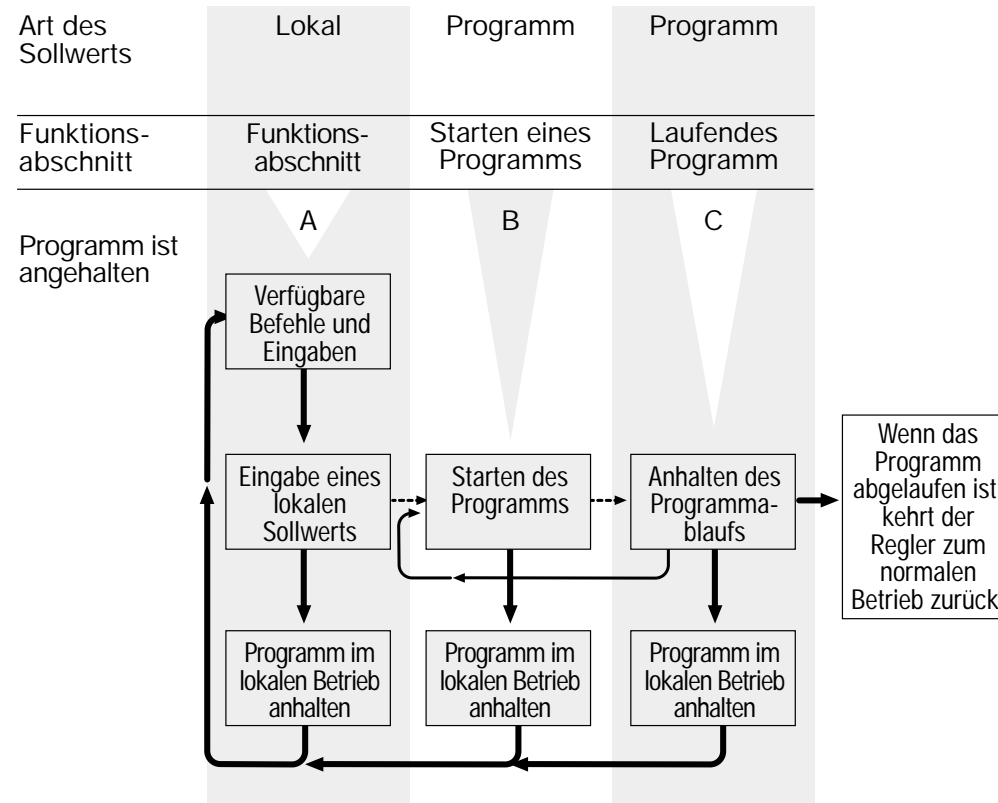 Art des
Sollwerts
Lokal
Programm
Programm
Funktions-
abschnitt
Funktions-
abschnitt
Starten eines
Programms
Laufendes
Programm
A
B
C
Programm ist
angehalten
Verfügbare
Befehle und
Eingaben
Eingabe eines
lokalen
Sollwerts
Starten des
Programms
Anhalten des
Programma-
blaufs
Wenn das
Programm
abgelaufen ist
kehrt der
Regler zum
normalen
Betrieb zurück
Programm im
lokalen Betrieb
anhalten
Programm im
lokalen Betrieb
anhalten
Programm im
lokalen Betrieb
anhalten